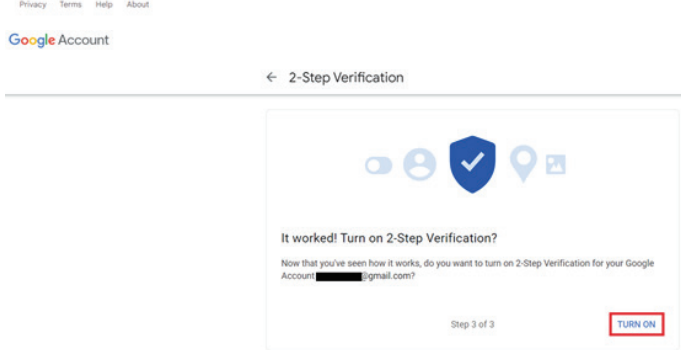 Privacy Terms Help About
Google Account
← 2-Step Verification
It worked! Turn on 2-Step Verification?
Now that you've seen how it works, do you want to turn on 2-Step Verification for your Google
Account @gmail.com?
Step 3 of 3
TURN ON